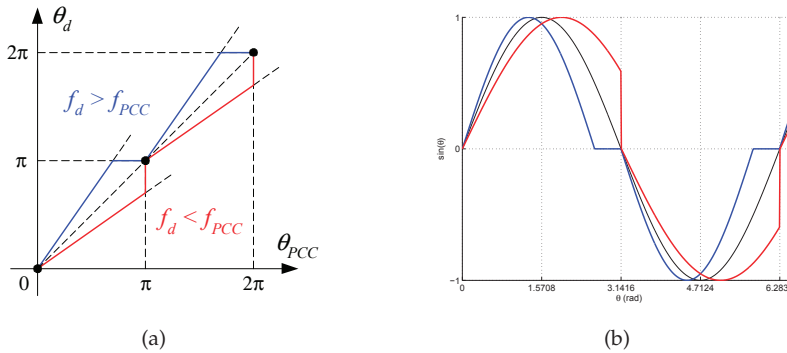 θd
2π
fd > fPCC
π
fd < fPCC
θPCC
0
π
2π
(a)
1
sin(θ)
0
−1
0
1.5708
3.1416
4.7124
6.283
θ (rad)
(b)